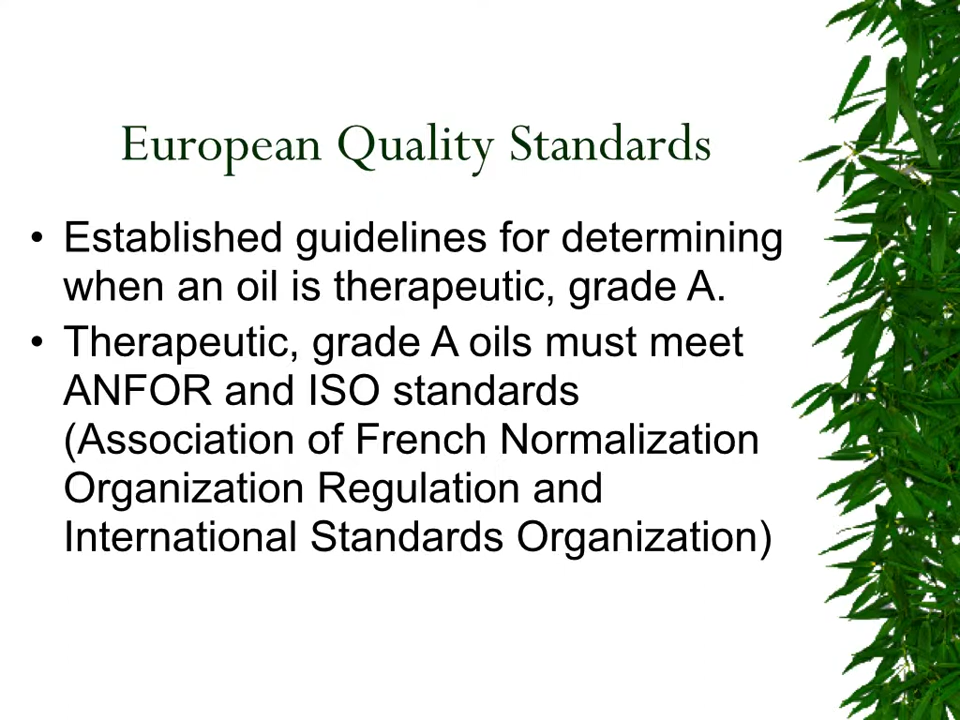 European Quality Standards
• Established guidelines for determining
when an oil is therapeutic, grade A.
• Therapeutic, grade A oils must meet
ANFOR and ISO standards
(Association of French Normalization
Organization Regulation and
International Standards Organization)